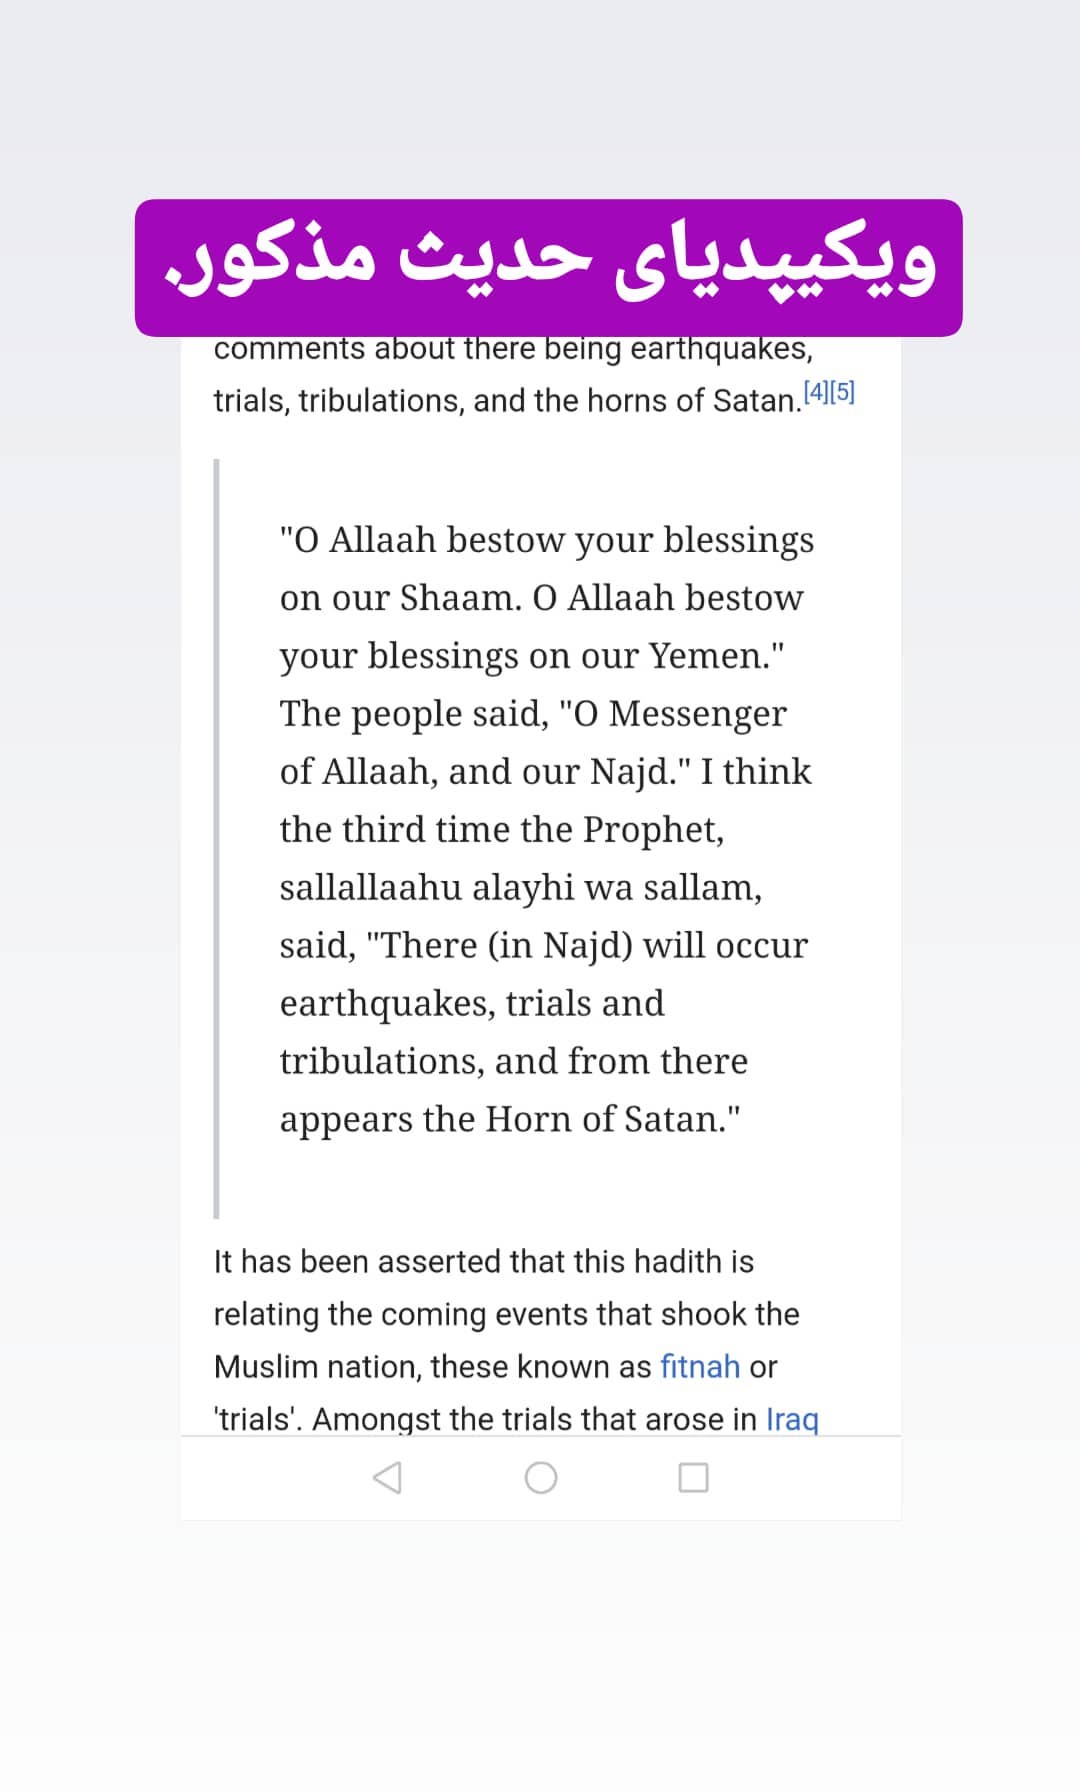 ویکیپدیای حدیث مذکور.
comments about there being earthquakes,
trials, tribulations, and the horns of Satan.[4][5]
"O Allaah bestow your blessings
on our Shaam. O Allaah bestow
your blessings on our Yemen."
The people said, "O Messenger
of Allaah, and our Najd." I think
the third time the Prophet,
sallallaahu alayhi wa sallam,
said, "There (in Najd) will occur
earthquakes, trials and
tribulations, and from there
appears the Horn of Satan."
It has been asserted that this hadith is
relating the coming events that shook the
Muslim nation, these known as fitnah or
'trials'. Amongst the trials that arose in Iraq